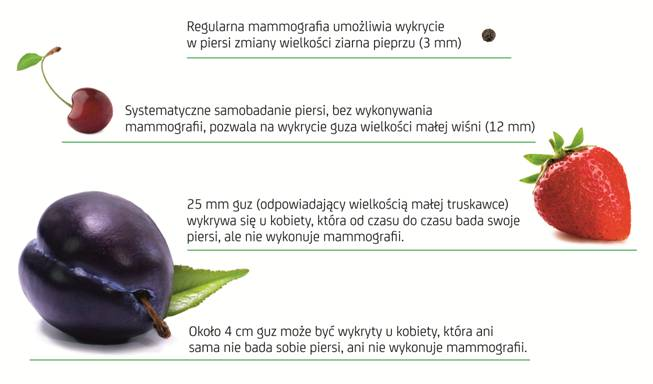 Regularna mammografia umożliwia wykrycie
w piersi zmiany wielkości ziarna pieprzu (3 mm)
Systematyczne samobadanie piersi, bez wykonywania
mammografii, pozwala na wykrycie guza wielkości małej wiśni (12 mm)
25 mm guz (odpowiadający wielkością małej truskawce)
wykrywa się u kobiety, która od czasu do czasu bada swoje
piersi, ale nie wykonuje mammografii.
Około 4 cm guz może być wykryty u kobiety, która ani
sama nie bada sobie piersi, ani nie wykonuje mammografii.